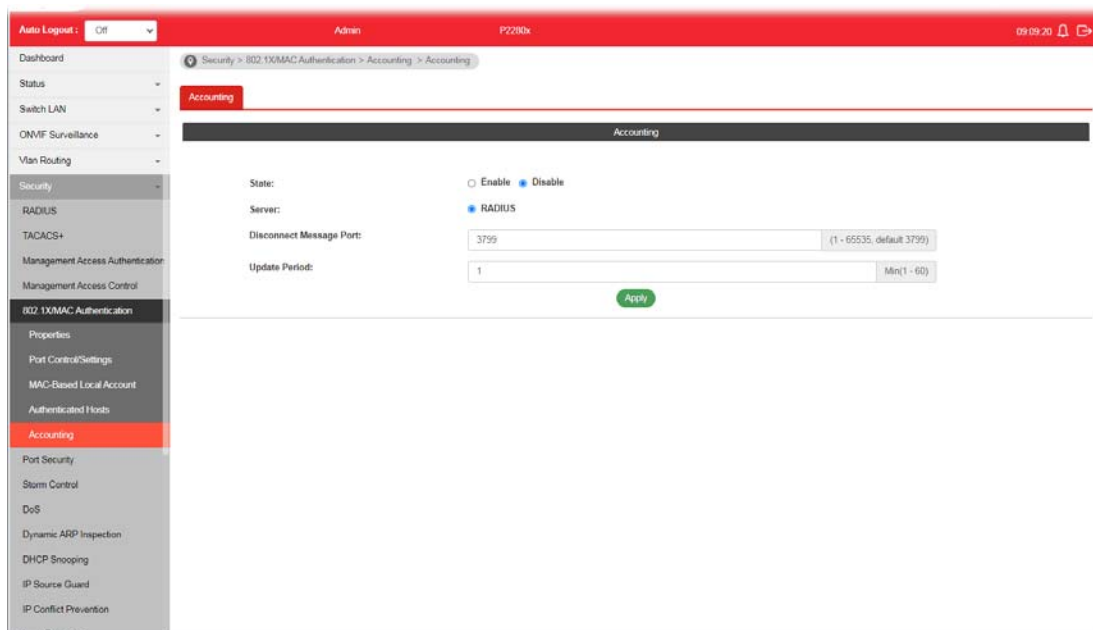 Auto Logout : Off Admin P2280x 09:09:20
Dashboard
Status
Switch LAN
ONVIF Surveillance
Vlan Routing
Security
RADIUS
TACACS+
Management Access Authentication
Management Access Control
802.1X/MAC Authentication
Properties
Port Control/Settings
MAC-Based Local Account
Authenticated Hosts
Accounting
Port Security
Storm Control
DoS
Dynamic ARP Inspection
DHCP Snooping
IP Source Guard
IP Conflict Prevention
Security > 802.1X/MAC Authentication > Accounting > Accounting
Accounting
Accounting
State: Enable Disable
Server: RADIUS
Disconnect Message Port: 3799 (1 - 65535, default 3799)
Update Period: 1 Min(1 - 60)
Apply